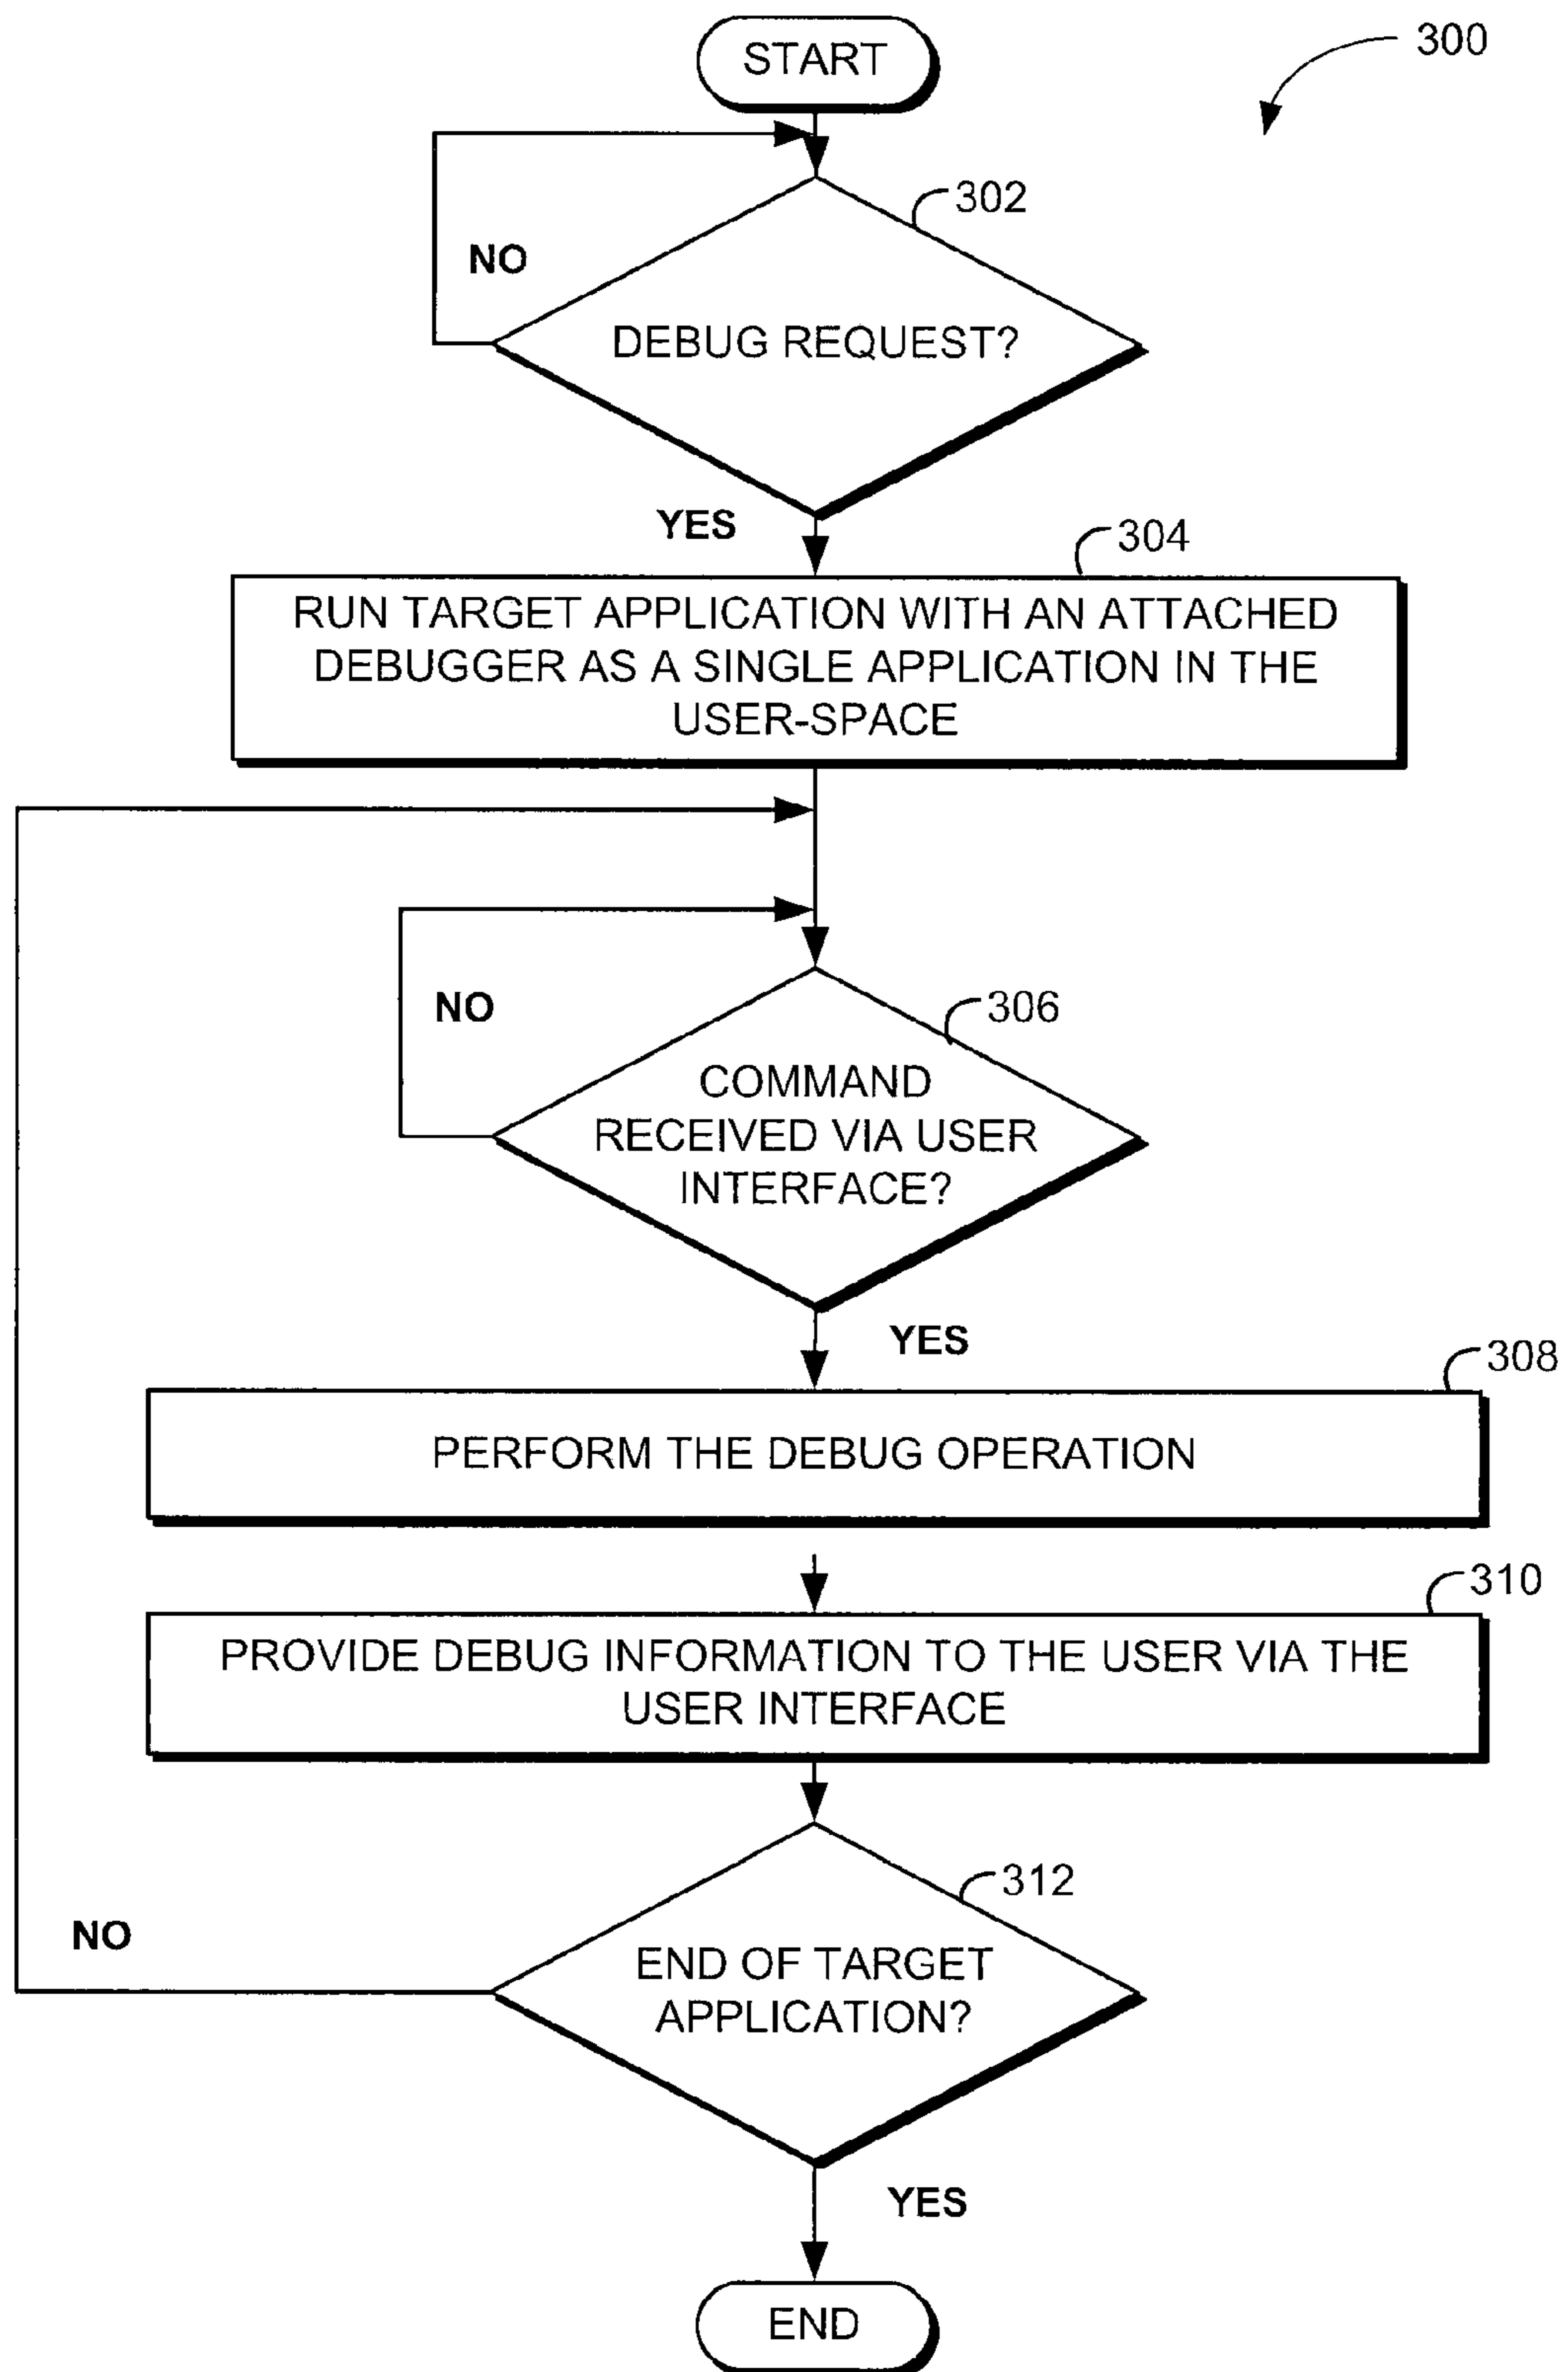 START
300
302
NO
DEBUG REQUEST?
YES
304
RUN TARGET APPLICATION WITH AN ATTACHED
DEBUGGER AS A SINGLE APPLICATION IN THE
USER-SPACE
NO
306
COMMAND
RECEIVED VIA USER
INTERFACE?
YES
308
PERFORM THE DEBUG OPERATION
310
PROVIDE DEBUG INFORMATION TO THE USER VIA THE
USER INTERFACE
312
NO
END OF TARGET
APPLICATION?
YES
END